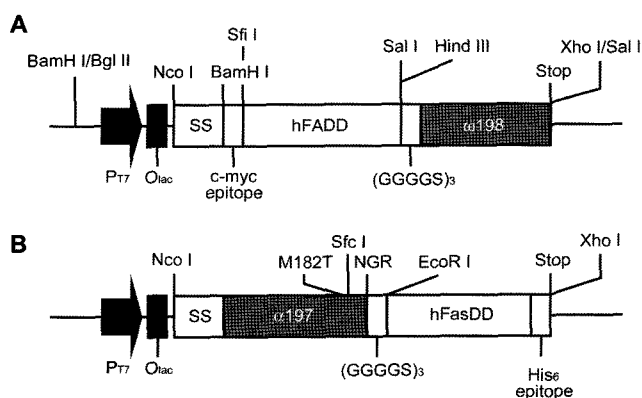 A
Sfi I
Sal I Hind III
Xho I/Sal I
BamH I/Bgl II
Nco I BamH I
Stop
SS hFADD ω198
PT7 Olac
c-myc
epitope
(GGGGS)3
B
Sfc I
Xho I
Nco I
M182T NGR EcoR I
Stop
SS α197 hFasDD
PT7 Olac
(GGGGS)3
His6
epitope